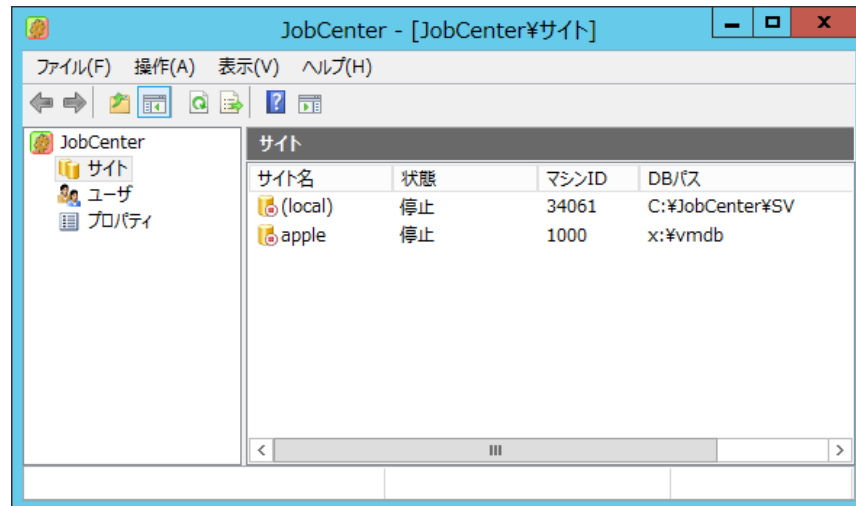 JobCenter - [JobCenter¥サイト]
ファイル(F) 操作(A) 表示(V) ヘルプ(H)
JobCenter
サイト
ユーザ
プロパティ
サイト
サイト名 状態 マシンID DBパス
(local) 停止 34061 C:¥JobCenter¥SV
apple 停止 1000 x:¥vmdb